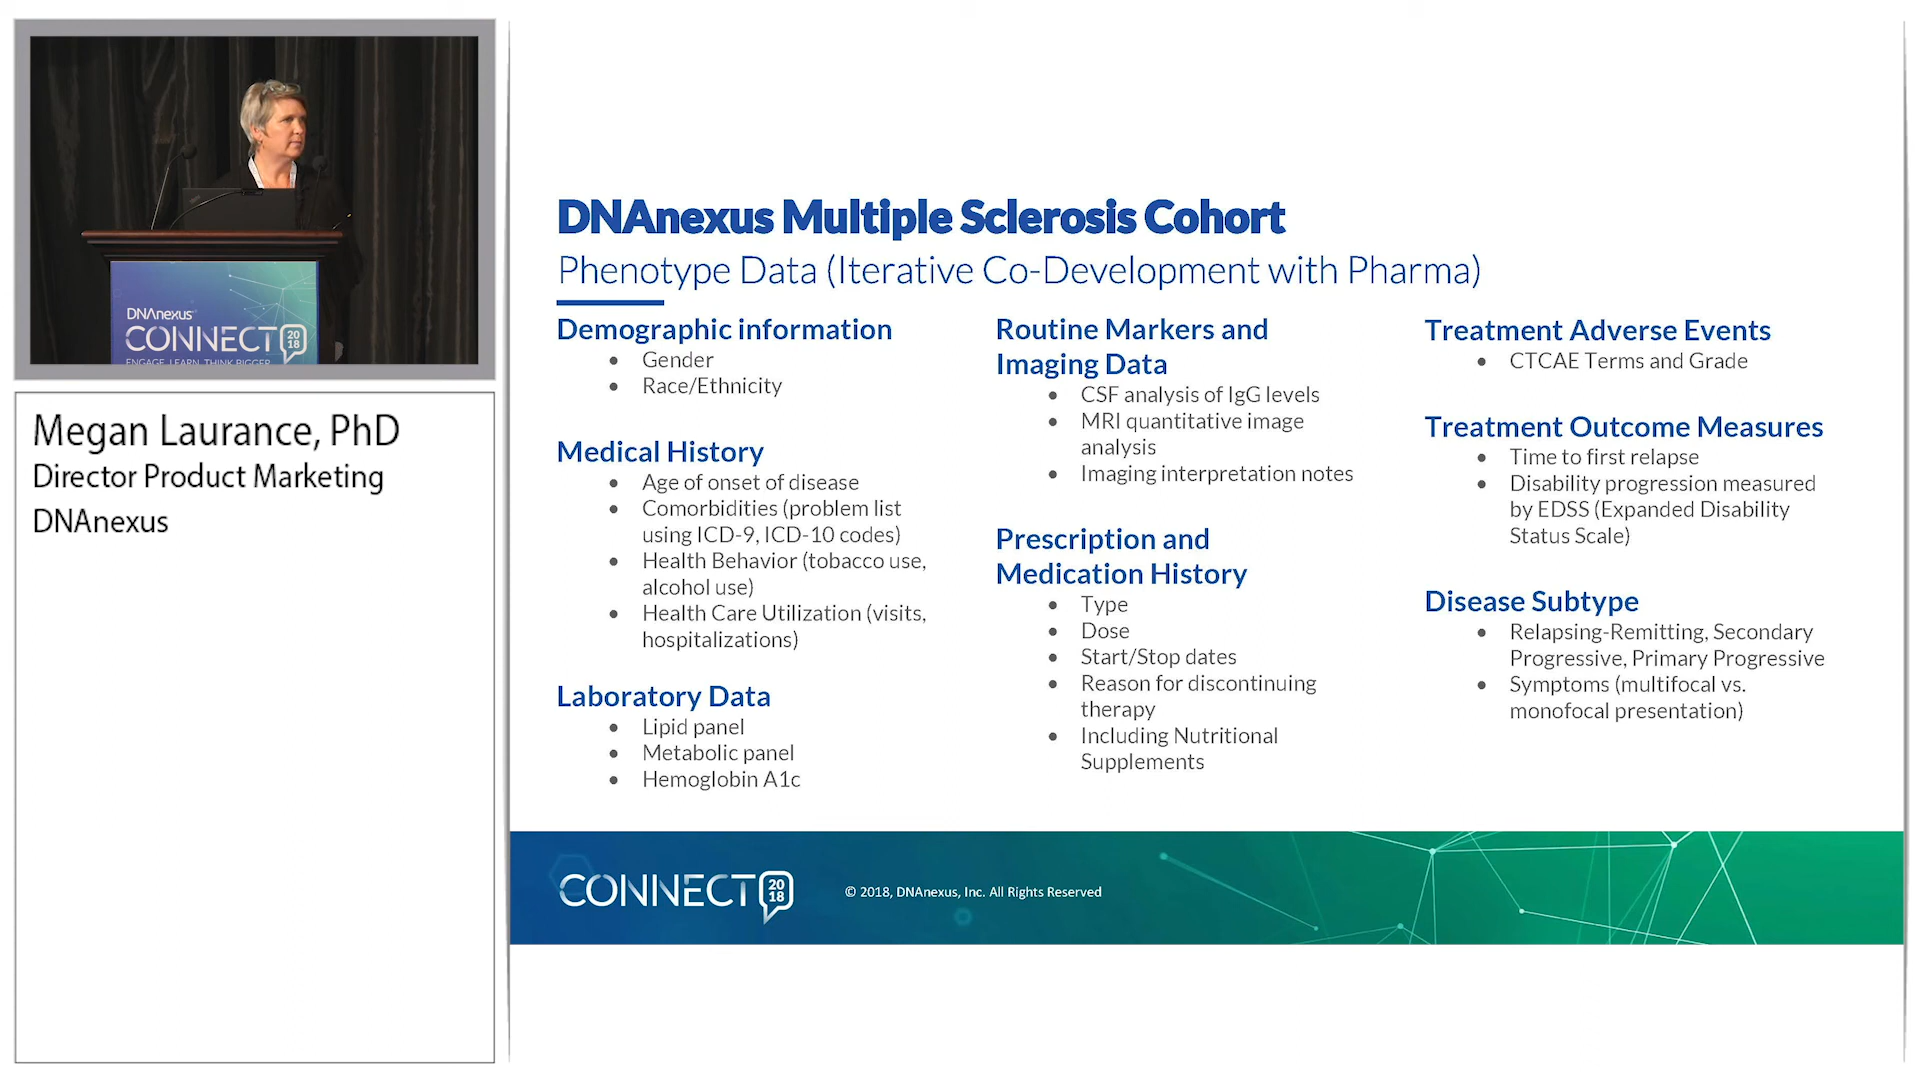 DNAnexus
CONNECT 20 18
ENGAGE. LEARN. THINK BIGGER
Megan Laurance, PhD
Director Product Marketing
DNAnexus
DNAnexus Multiple Sclerosis Cohort
Phenotype Data (Iterative Co-Development with Pharma)
Demographic information
• Gender
• Race/Ethnicity
Medical History
• Age of onset of disease
• Comorbidities (problem list
using ICD-9, ICD-10 codes)
• Health Behavior (tobacco use,
alcohol use)
• Health Care Utilization (visits,
hospitalizations)
Laboratory Data
• Lipid panel
• Metabolic panel
• Hemoglobin A1c
Routine Markers and
Imaging Data
• CSF analysis of IgG levels
• MRI quantitative image
analysis
• Imaging interpretation notes
Prescription and
Medication History
• Type
• Dose
• Start/Stop dates
• Reason for discontinuing
therapy
• Including Nutritional
Supplements
Treatment Adverse Events
• CTCAE Terms and Grade
Treatment Outcome Measures
• Time to first relapse
• Disability progression measured
by EDSS (Expanded Disability
Status Scale)
Disease Subtype
• Relapsing-Remitting, Secondary
Progressive, Primary Progressive
• Symptoms (multifocal vs.
monofocal presentation)
CONNECT 20 18
© 2018, DNAnexus, Inc. All Rights Reserved